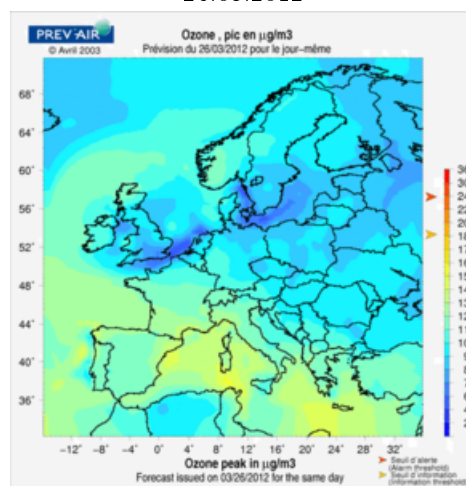 PREV'AIR
© Avril 2003
Ozone , pic en µg/m3
Prévision du 26/03/2012 pour le jour-même
68°
64°
60°
56°
52°
48°
44°
40°
36°
-12° -8° -4° 0° 4° 8° 12° 16° 20° 24° 28° 32°
Ozone peak in µg/m3
Forecast issued on 03/26/2012 for the same day
Seuil d'alerte
(Alarm threshold)
Seuil d'information
(Information threshold)